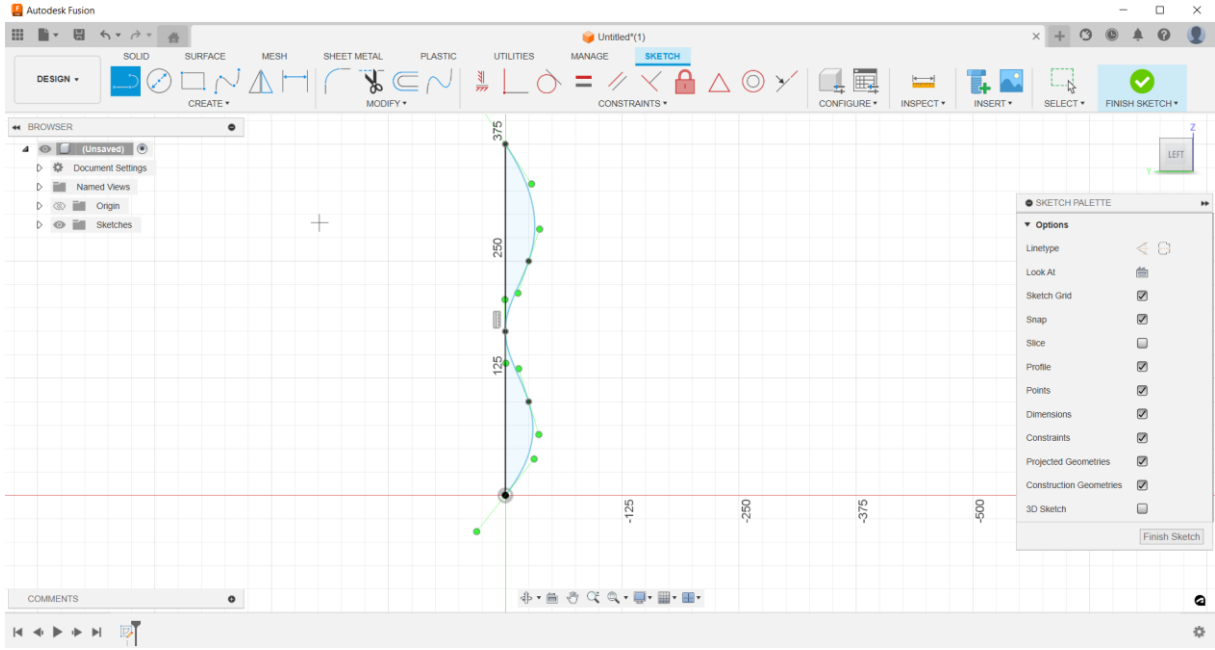 Autodesk Fusion
Untitled*(1)
SOLID SURFACE MESH SHEET METAL PLASTIC UTILITIES MANAGE SKETCH
DESIGN
CREATE MODIFY CONSTRAINTS CONFIGURE INSPECT INSERT SELECT FINISH SKETCH
BROWSER
(Unsaved)
Document Settings
Named Views
Origin
Sketches
375
250
125
-125
-250
-375
-500
Z
LEFT
Y
SKETCH PALETTE
Options
Linetype
Look At
Sketch Grid
Snap
Slice
Profile
Points
Dimensions
Constraints
Projected Geometries
Construction Geometries
3D Sketch
Finish Sketch
COMMENTS